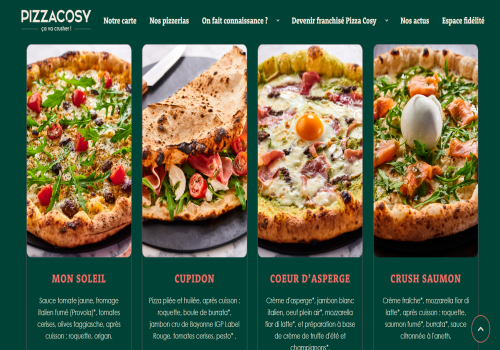 PIZZACOSY
ça va crusher !
Notre carte
Nos pizzerias
On fait connaissance ?
Devenir franchisé Pizza Cosy
Nos actus
Espace fidélité
MON SOLEIL
Sauce tomate jaune, fromage
italien fumé (Provola)*, tomates
cerises, olives taggiasche, après
cuisson : roquette, origan.
CUPIDON
Pizza pliée et huilée, après cuisson :
roquette, boule de burrata*,
jambon cru de Bayonne IGP Label
Rouge, tomates cerises, pesto* .
COEUR D'ASPERGE
Crème d'asperge*, jambon blanc
italien, oeuf plein air*, mozzarella
fior di latte*, et préparation à base
de crème de truffe d'été et
champignons*.
CRUSH SAUMON
Crème fraîche*, mozzarella fior di
latte*, après cuisson : roquette,
saumon fumé*, burrata*, sauce
citronnée à l'aneth.